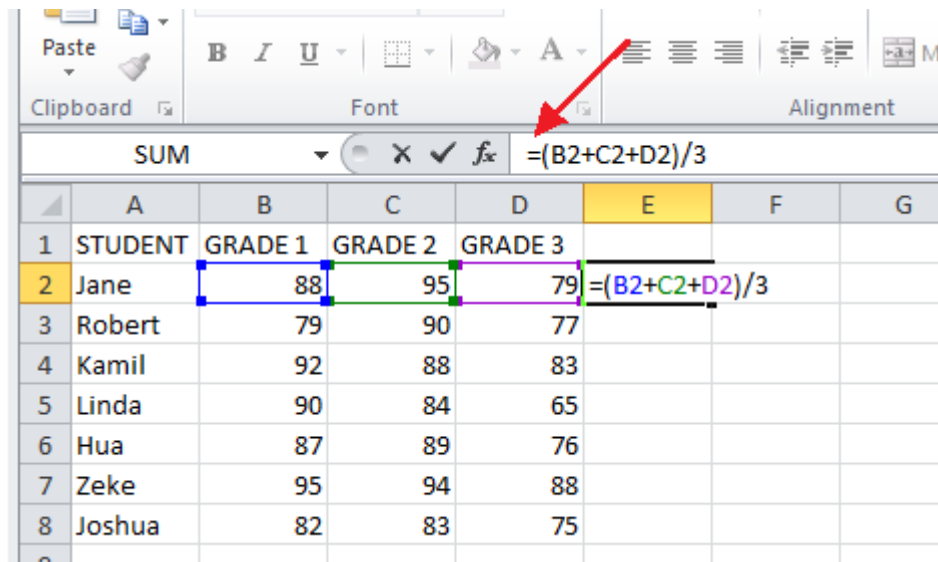 Paste
B I U A M
Clipboard Font Alignment
SUM fx =(B2+C2+D2)/3
A B C D E F G
1 STUDENT GRADE 1 GRADE 2 GRADE 3
2 Jane 88 95 79 =(B2+C2+D2)/3
3 Robert 79 90 77
4 Kamil 92 88 83
5 Linda 90 84 65
6 Hua 87 89 76
7 Zeke 95 94 88
8 Joshua 82 83 75